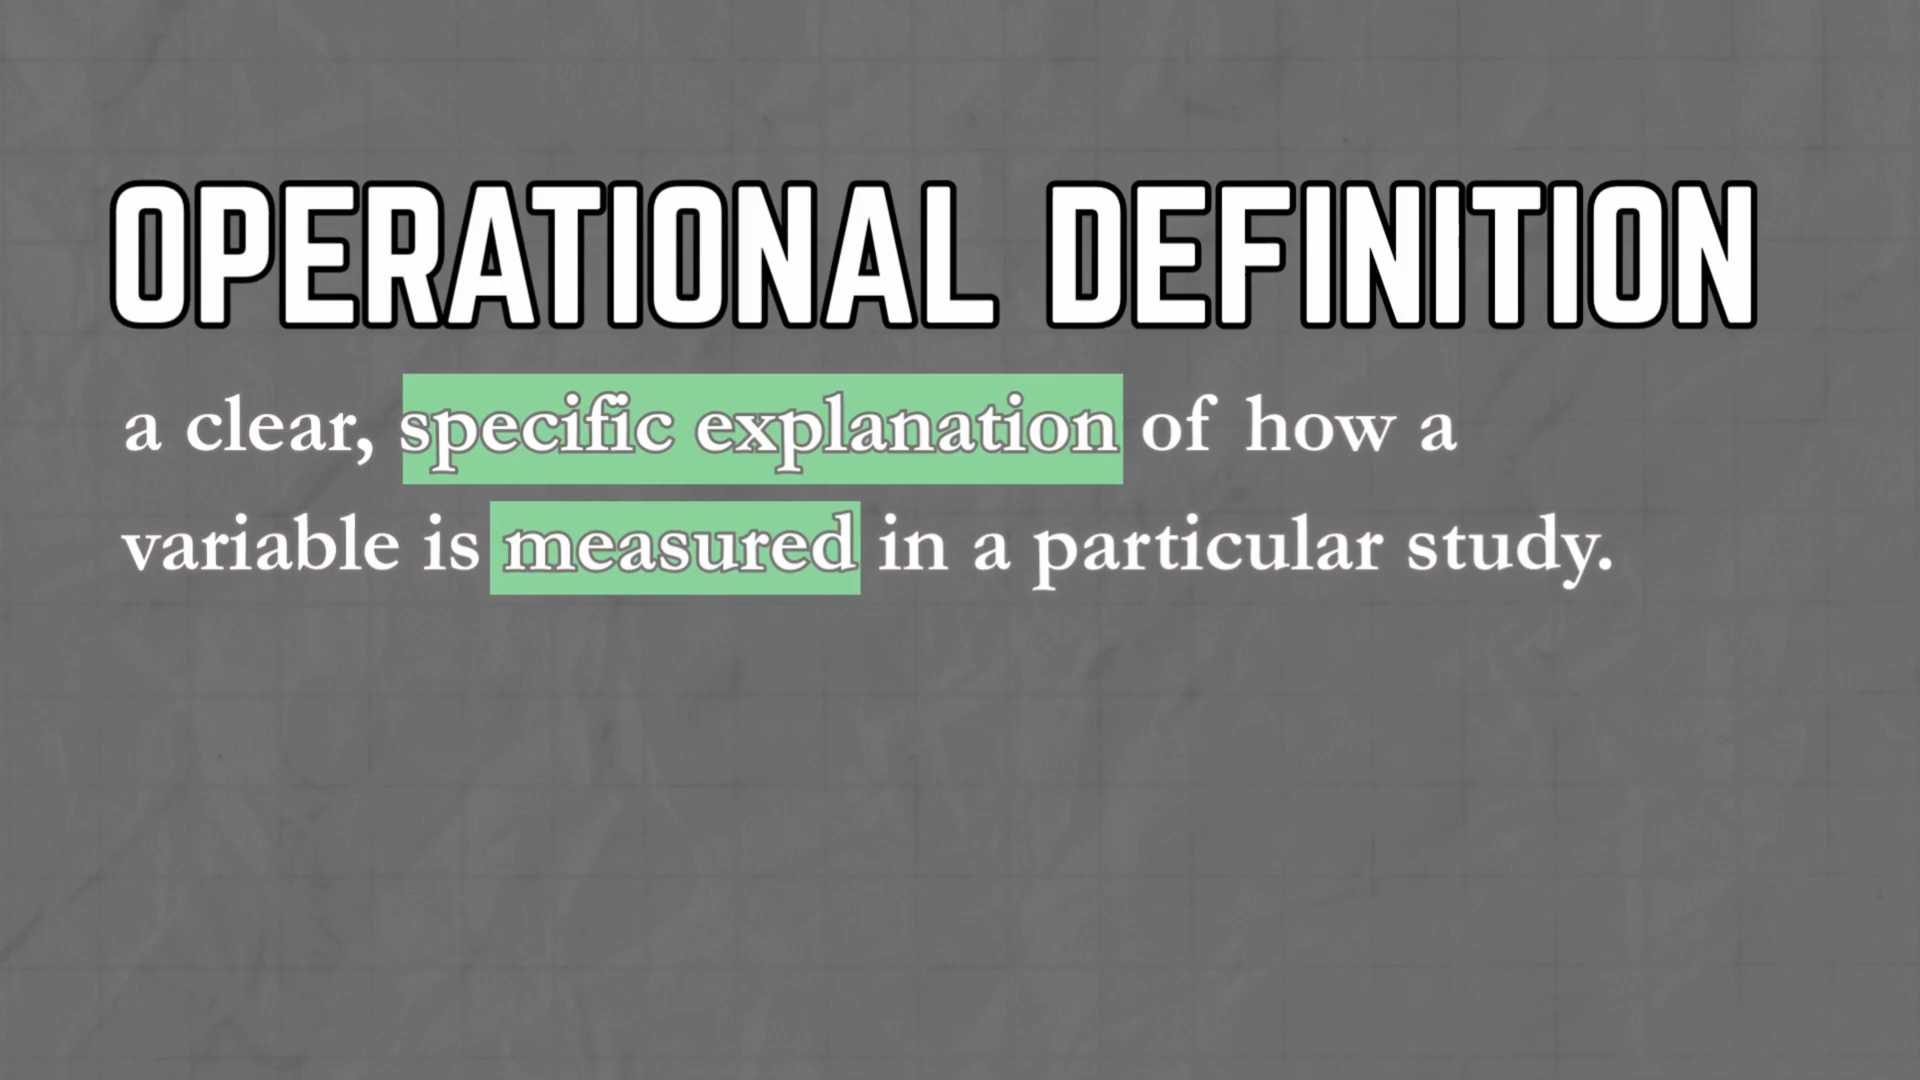 OPERATIONAL DEFINITION
a clear, specific explanation of how a
variable is measured in a particular study.